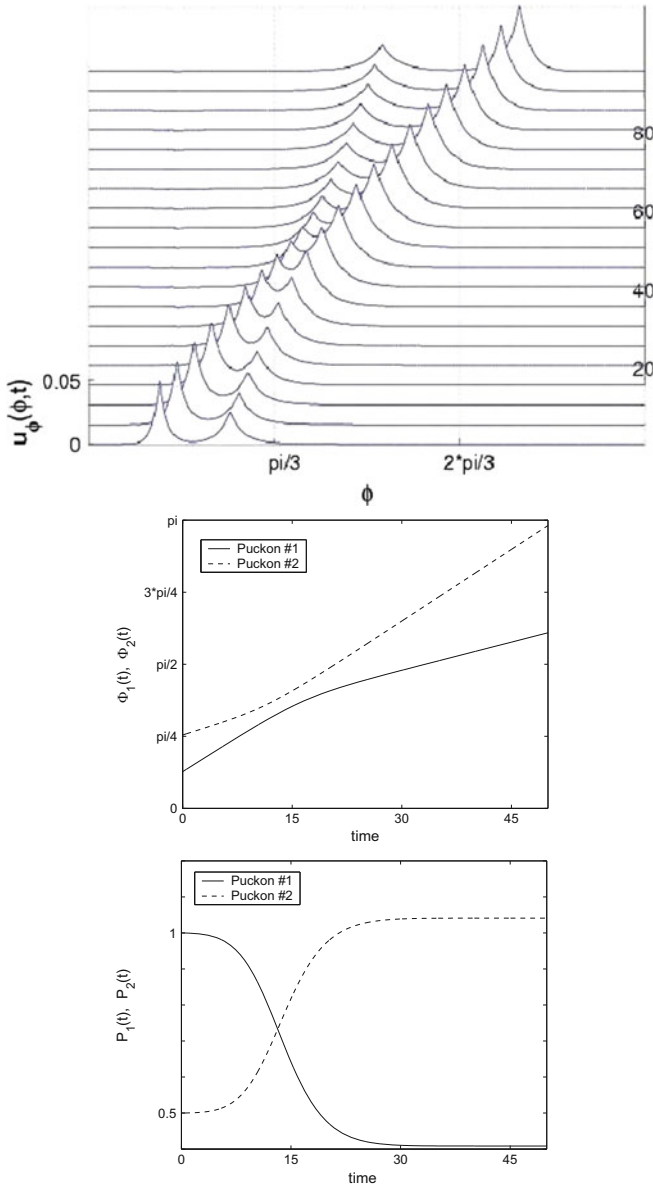 80
60
40
20
0.05
0
u_ϕ(ϕ,t)
pi/3 2*pi/3
ϕ
pi
3*pi/4
pi/2
pi/4
0
Φ_1(t), Φ_2(t)
Puckon #1
Puckon #2
0 15 30 45
time
1
0.5
P_1(t), P_2(t)
Puckon #1
Puckon #2
0 15 30 45
time